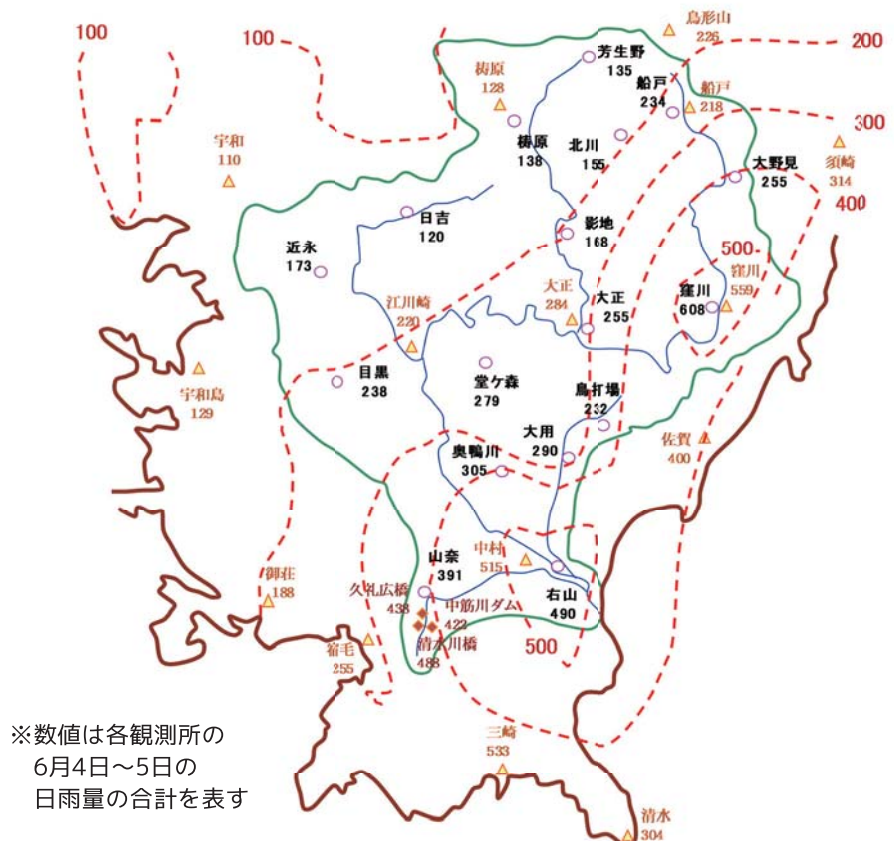 100
100
鳥形山
226
200
芳生野
135
梼原
128
船戸
234
船戸
218
300
梼原
138
北川
155
宇和
110
須崎
314
大野見
255
400
日吉
120
影地
168
近永
173
500
窪川
559
窪川
608
江川崎
220
大正
284
大正
255
宇和島
129
目黒
238
堂ケ森
279
鳥打場
232
大用
290
佐賀
400
奥鴨川
305
山奈
391
中村
515
御荘
188
久礼広橋
438
中筋川ダム
422
右山
490
清水川橋
488
宿毛
255
500
三崎
533
清水
304
※数値は各観測所の
6月4日～5日の
日雨量の合計を表す